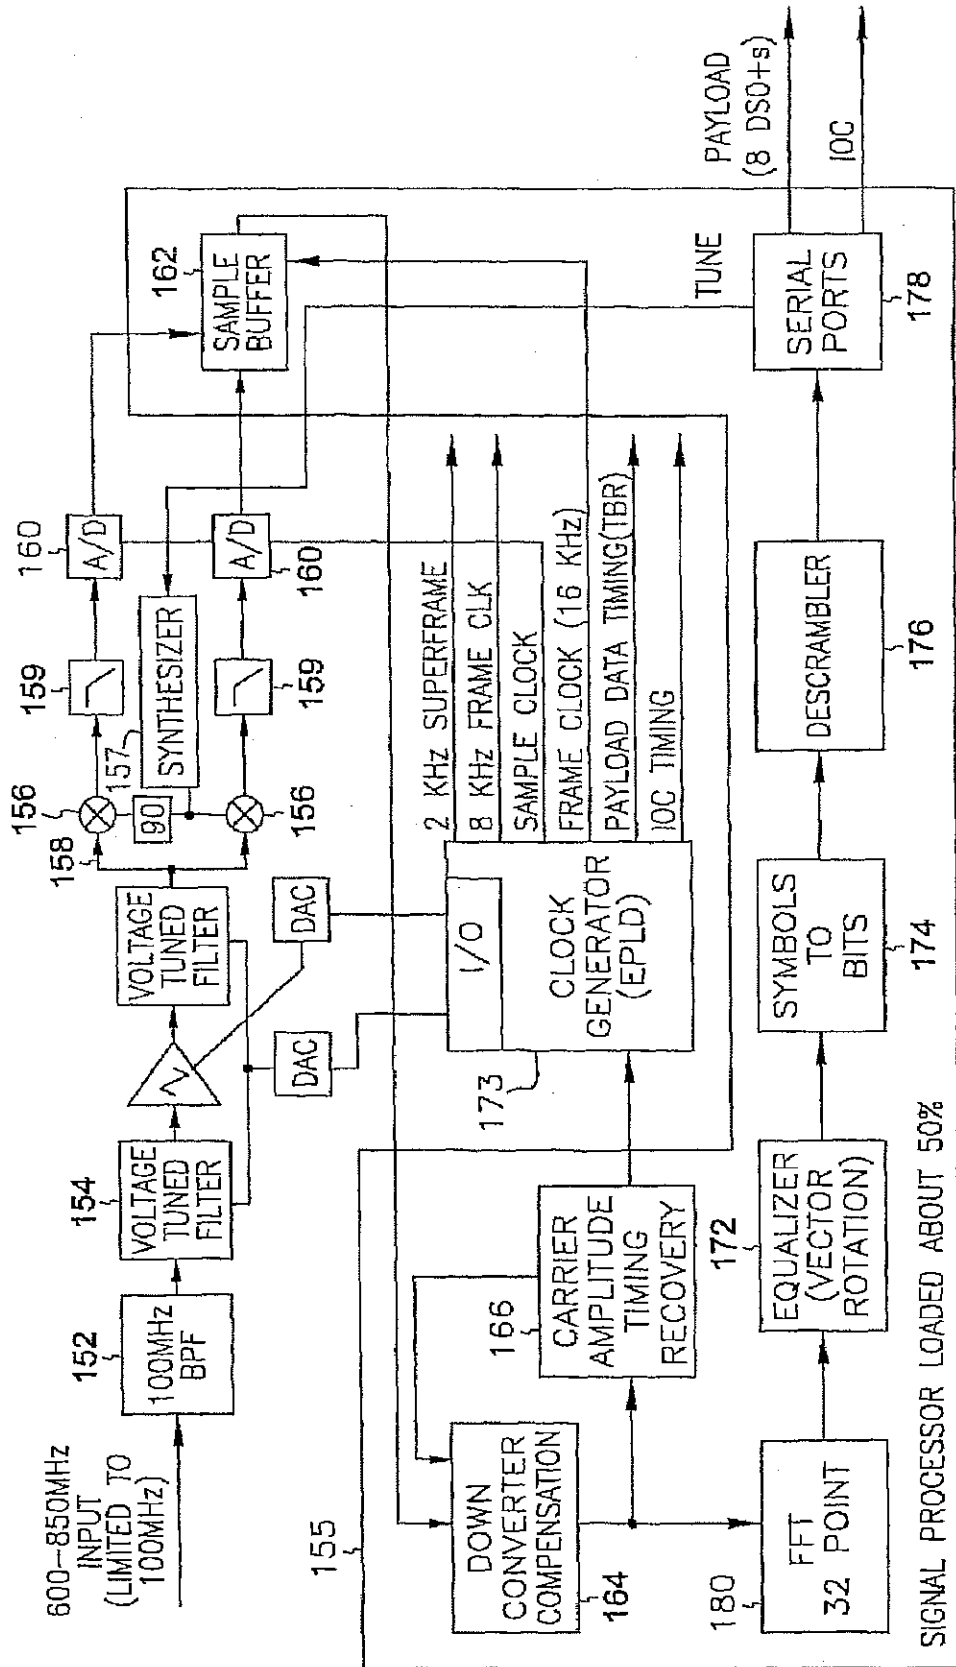 600-850MHz
INPUT
(LIMITED TO
100MHz)
152
100MHz
BPF
154
VOLTAGE
TUNED
FILTER
VOLTAGE
TUNED
FILTER
158
156
90
156
157
SYNTHESIZER
159
159
160
A/D
A/D
160
162
SAMPLE
BUFFER
DAC
DAC
155
I/O
CLOCK
GENERATOR
(EPLD)
173
2 KHz SUPERFRAME
8 KHz FRAME CLK
SAMPLE CLOCK
FRAME CLOCK (16 KHz)
PAYLOAD DATA TIMING(TBR)
IOC TIMING
TUNE
DOWN
CONVERTER
COMPENSATION
164
166
CARRIER
AMPLITUDE
TIMING
RECOVERY
180
FFT
32 POINT
172
EQUALIZER
(VECTOR
ROTATION)
SYMBOLS
TO
BITS
174
DESCRAMBLER
176
SERIAL
PORTS
178
PAYLOAD
(8 DSO+s)
IOC
SIGNAL PROCESSOR LOADED ABOUT 50%